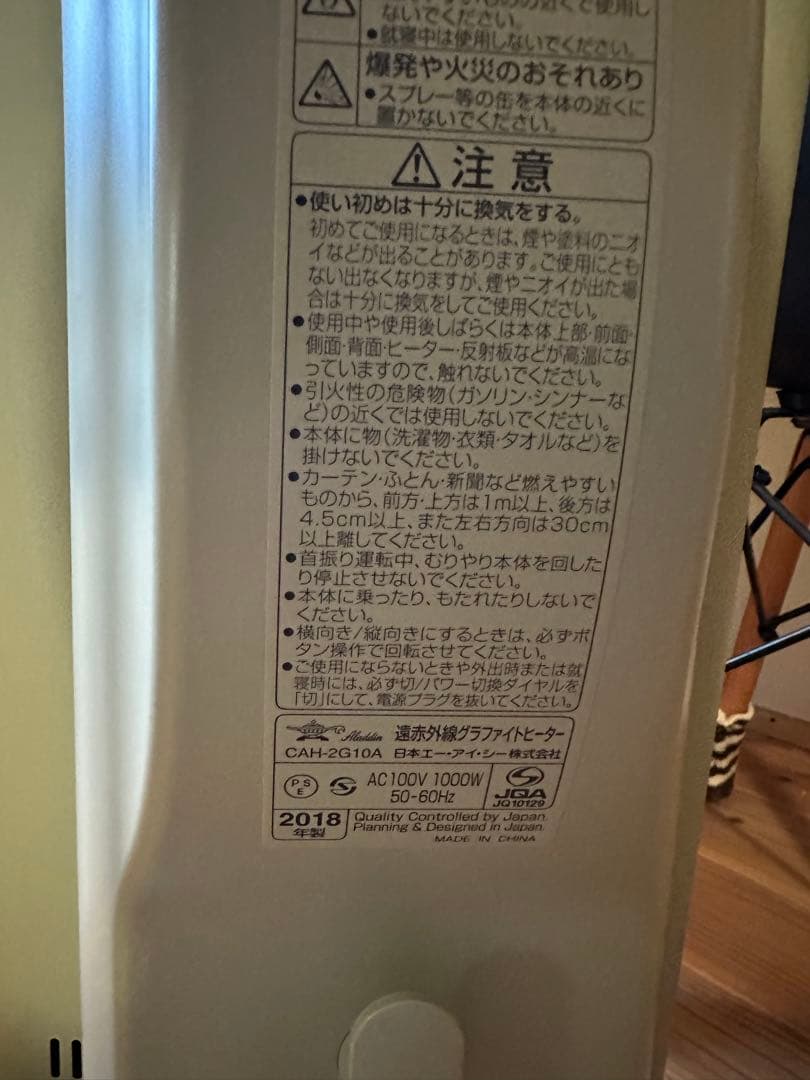 ないでください。
●就寝中は使用しないでください。
爆発や火災のおそれあり
●スプレー等の缶を本体の近くに
置かないでください。
注意
●使い初めは十分に換気をする。
初めてご使用になるときは、煙や塗料のニオ
イなどが出ることがあります。ご使用にとも
ない出なくなりますが、煙やニオイが出た場
合は十分に換気をしてご使用ください。
●使用中や使用後しばらくは本体上部・前面・
側面・背面・ヒーター・反射板などが高温にな
っていますので、触れないでください。
●引火性の危険物(ガソリン・シンナーな
ど)の近くでは使用しないでください。
●本体に物(洗濯物・衣類・タオルなど)を
掛けないでください。
●カーテン・ふとん・新聞など燃えやすい
ものから、前方・上方は1m以上、後方は
4.5cm以上、また左右方向は30cm
以上離してください。
●首振り運転中、むりやり本体を回した
り停止させないでください。
●本体に乗ったり、もたれたりしないで
ください。
●横向き/縦向きにするときは、必ずボ
タン操作で回転させてください。
●ご使用にならないときや外出時または就
寝時には、必ず切/パワー切換ダイヤルを
「切」にして、電源プラグを抜いてください。
Aladdin 遠赤外線グラファイトヒーター
CAH-2G10A 日本エー・アイ・シー株式会社
PSE AC100V 1000W
50-60Hz
JQA
JQ10129
2018
年製
Quality Controlled by Japan.
Planning & Designed in Japan.
MADE IN CHINA